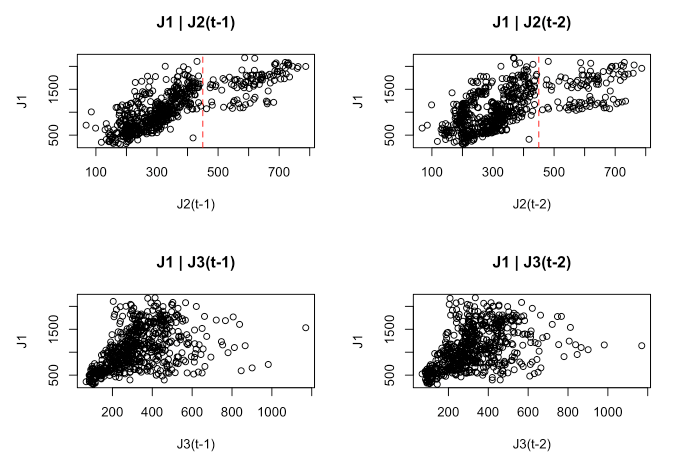 J1 | J2(t-1)
J1
500
1500
100
300
500
700
J2(t-1)
J1 | J2(t-2)
J1
500
1500
100
300
500
700
J2(t-2)
J1 | J3(t-1)
J1
500
1500
200
400
600
800
1000
J3(t-1)
J1 | J3(t-2)
J1
500
1500
200
400
600
800
1000
J3(t-2)